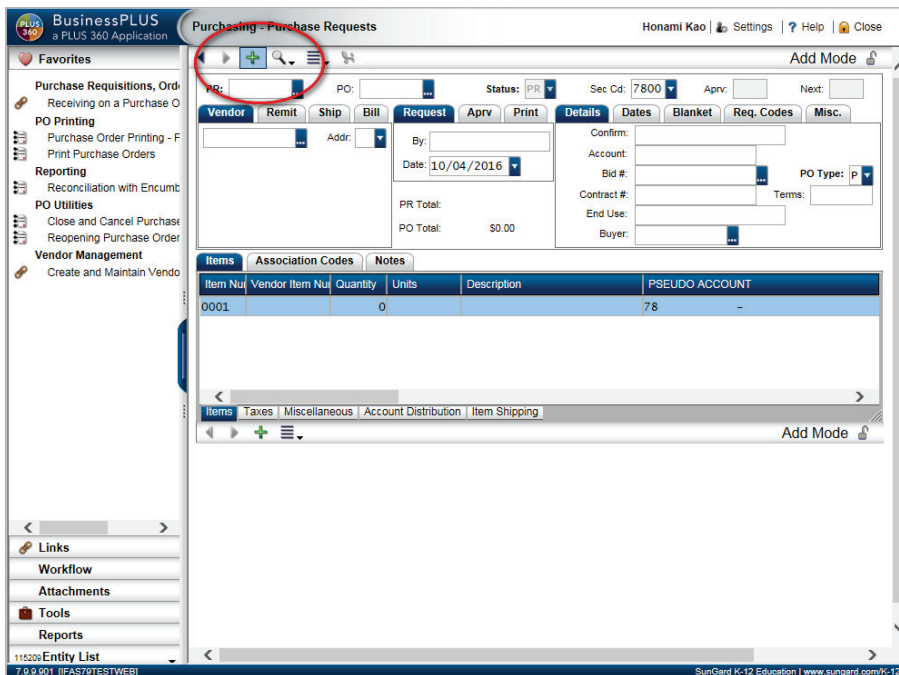 PLUS 360
BusinessPLUS
a PLUS 360 Application
Purchasing - Purchase Requests
Honami Kao | Settings | ? Help | Close
Favorites
Add Mode
Purchase Requisitions, Orde
Receiving on a Purchase O
PO Printing
Purchase Order Printing - F
Print Purchase Orders
Reporting
Reconciliation with Encumb
PO Utilities
Close and Cancel Purchase
Reopening Purchase Order
Vendor Management
Create and Maintain Vendo
PR: PO: Status: PR Sec Cd: 7800 Aprv: Next:
Vendor Remit Ship Bill Request Aprv Print Details Dates Blanket Req. Codes Misc.
Addr:
By:
Date: 10/04/2016
PR Total:
PO Total: $0.00
Confirm:
Account:
Bid #: PO Type: P
Contract #: Terms:
End Use:
Buyer:
Items Association Codes Notes
Item Nu Vendor Item Nu Quantity Units Description PSEUDO ACCOUNT
0001 0 78 -
Items Taxes Miscellaneous Account Distribution Item Shipping
Add Mode
Links
Workflow
Attachments
Tools
Reports
115209 Entity List
7.9.9.901 [IFAS79TESTWEB]
SunGard K-12 Education | www.sungard.com/K-12